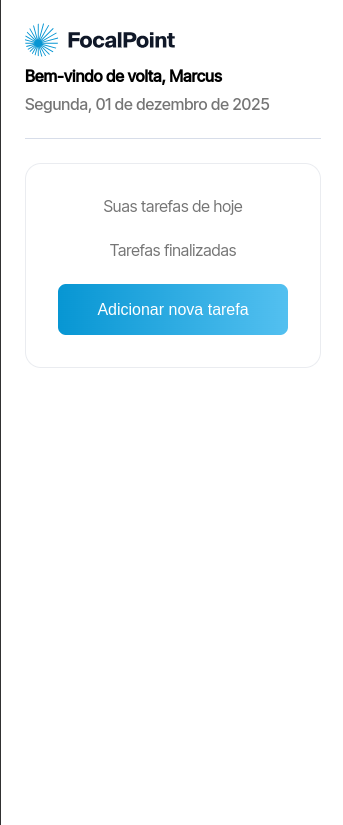 FocalPoint
Bem-vindo de volta, Marcus
Segunda, 01 de dezembro de 2025
Suas tarefas de hoje
Tarefas finalizadas
Adicionar nova tarefa